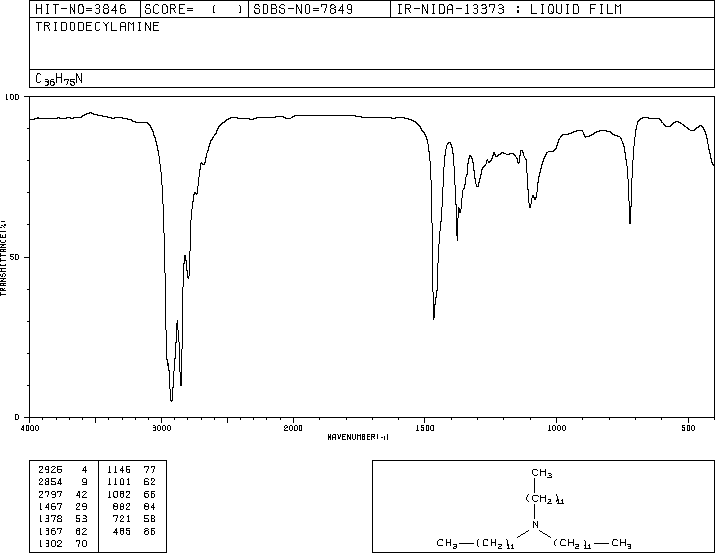 HIT-NO=3846 SCORE= ( ) SDBS-NO=7849 IR-NIDA-13373 : LIQUID FILM
TRIDODECYLAMINE
C36H75N
100
TRANSMITTANCE(%)
50
0
4000 3000 2000 1500 1000 500
WAVENUMBER(-1)
2925 4 1146 77
2854 9 1101 62
2797 42 1082 66
1467 29 882 84
1378 53 721 58
1367 62 485 86
1302 70
CH3
(CH2)11
N
CH3—(CH2)11 (CH2)11—CH3